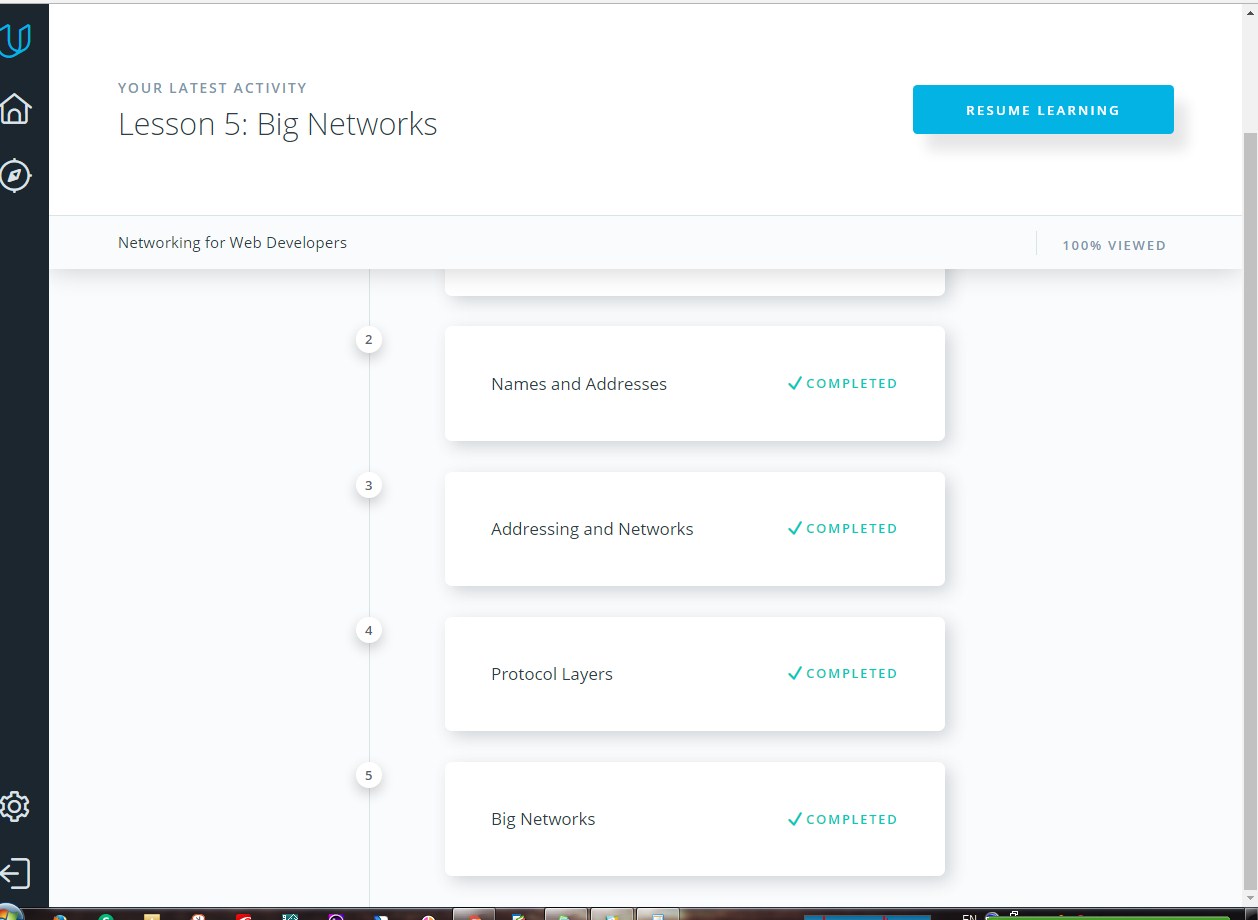 YOUR LATEST ACTIVITY
Lesson 5: Big Networks
RESUME LEARNING
Networking for Web Developers
100% VIEWED
2
Names and Addresses
COMPLETED
3
Addressing and Networks
COMPLETED
4
Protocol Layers
COMPLETED
5
Big Networks
COMPLETED
EN